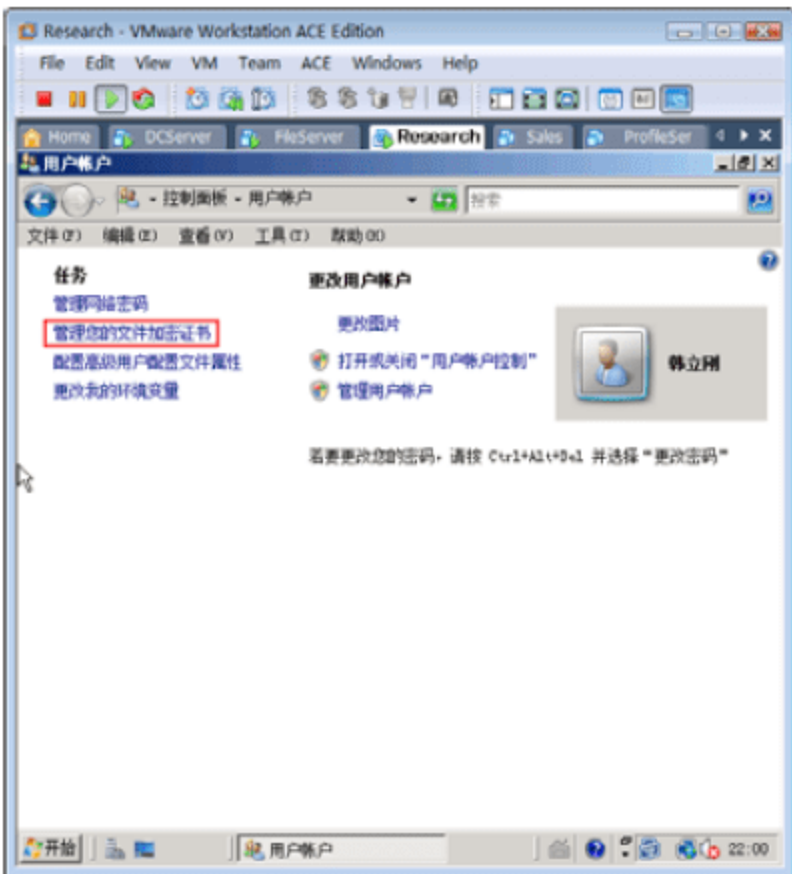 Research - VMware Workstation ACE Edition
File Edit View VM Team ACE Windows Help
Home DCServer FileServer Research Sales ProfileSer
用户帐户
控制面板 - 用户帐户 搜索
文件(F) 编辑(E) 查看(V) 工具(T) 帮助(H)
任务
管理网络密码
管理您的文件加密证书
配置高级用户配置文件属性
更改我的环境变量
更改用户帐户
更改图片
打开或关闭“用户帐户控制”
管理用户帐户
韩立刚
若要更改您的密码，请按 Ctrl+Alt+Del 并选择“更改密码”
开始 用户帐户 22:00